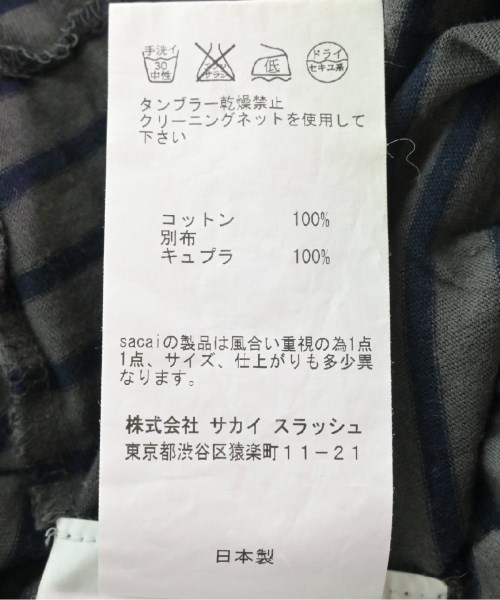 手洗イ
30
中性
エンソサラシ
低
ドライ
セキユ系
タンブラー乾燥禁止
クリーニングネットを使用して
下さい
コットン 100%
別布
キュプラ 100%
sacaiの製品は風合い重視の為1点
1点、サイズ、仕上がりも多少異
なります。
株式会社 サカイ スラッシュ
東京都渋谷区猿楽町11-21
日本製